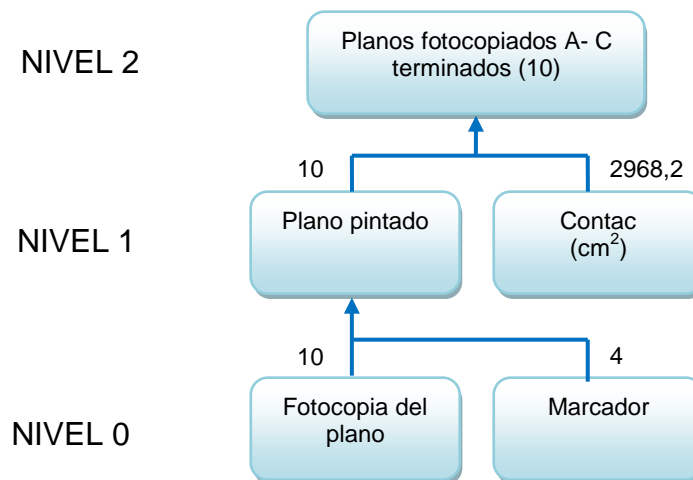 NIVEL 2
Planos fotocopiados A- C
terminados (10)
10
2968,2
NIVEL 1
Plano pintado
Contac
(cm²)
10
4
NIVEL 0
Fotocopia del
plano
Marcador